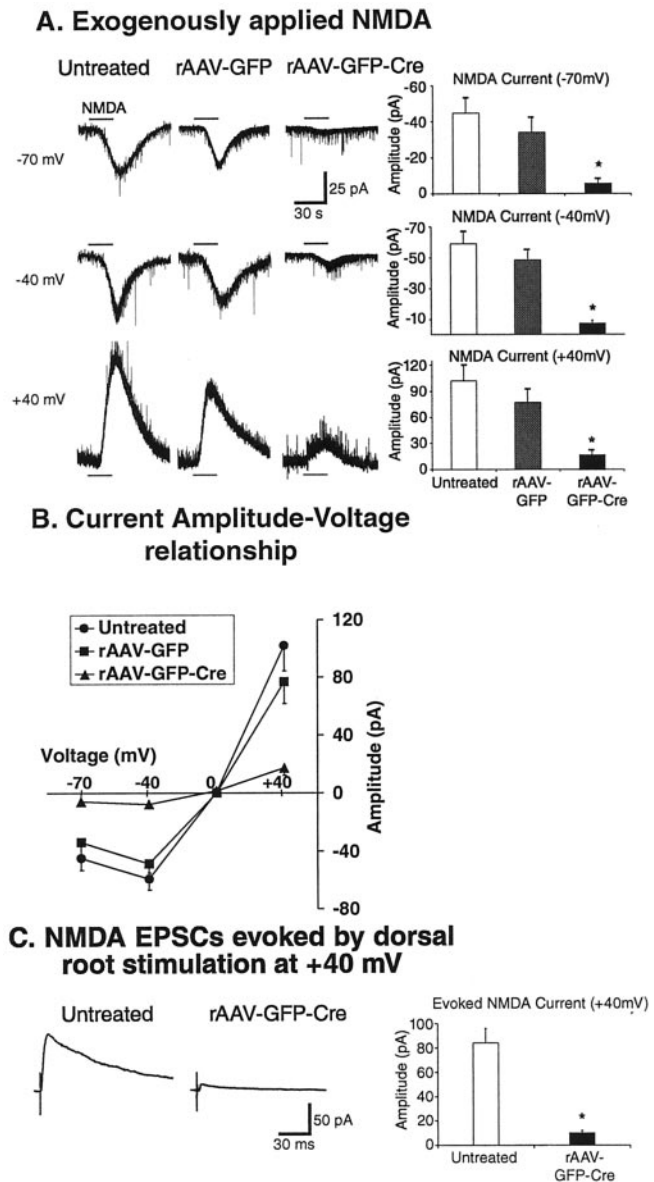 A. Exogenously applied NMDA
Untreated rAAV-GFP rAAV-GFP-Cre
NMDA
-70 mV
25 pA
30 s
-40 mV
+40 mV
NMDA Current (-70mV)
Amplitude (pA)
-60
-40
-20
0
*
NMDA Current (-40mV)
Amplitude (pA)
-70
-50
-30
-10
*
NMDA Current (+40mV)
Amplitude (pA)
120
90
60
30
0
*
Untreated rAAV- rAAV-
GFP GFP-Cre
B. Current Amplitude-Voltage
relationship
Untreated
rAAV-GFP
rAAV-GFP-Cre
Voltage (mV)
-70 -40 0 +40
120
80
40
0
-40
-80
Amplitude (pA)
C. NMDA EPSCs evoked by dorsal
root stimulation at +40 mV
Untreated rAAV-GFP-Cre
50 pA
30 ms
Evoked NMDA Current (+40mV)
Amplitude (pA)
100
80
60
40
20
0
*
Untreated rAAV-
GFP-Cre